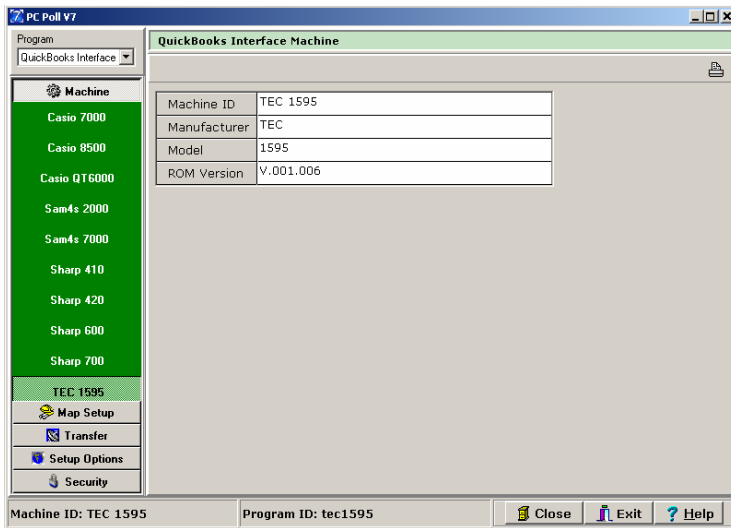 PC Poll V7
Program
QuickBooks Interface
QuickBooks Interface Machine
Machine
Casio 7000
Casio 8500
Casio QT6000
Sam4s 2000
Sam4s 7000
Sharp 410
Sharp 420
Sharp 600
Sharp 700
TEC 1595
Map Setup
Transfer
Setup Options
Security
Machine ID TEC 1595
Manufacturer TEC
Model 1595
ROM Version V.001.006
Machine ID: TEC 1595 Program ID: tec1595 Close Exit ? Help